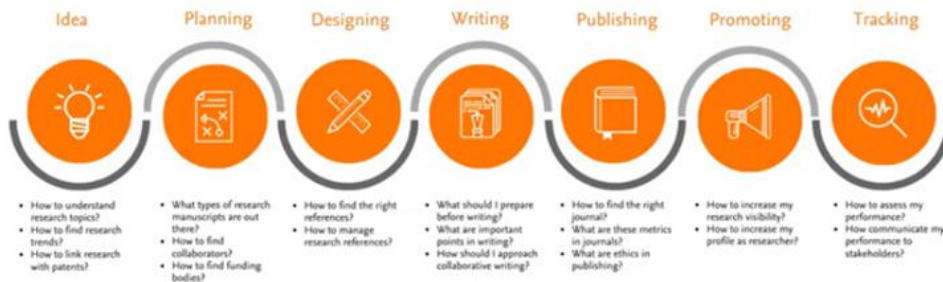 Idea
Planning
Designing
Writing
Publishing
Promoting
Tracking
• How to understand
research topics?
• How to find research
trends?
• How to link research
with patents?
• What types of research
manuscripts are out
there?
• How to find
collaborators?
• How to find funding
bodies?
• How to find the right
references?
• How to manage
research references?
• What should I prepare
before writing?
• What are important
points in writing?
• How should I approach
collaborative writing?
• How to find the right
journal?
• What are these metrics
in journals?
• What are ethics in
publishing?
• How to increase my
research visibility?
• How to increase my
profile as researcher?
• How to assess my
performance?
• How communicate my
performance to
stakeholders?